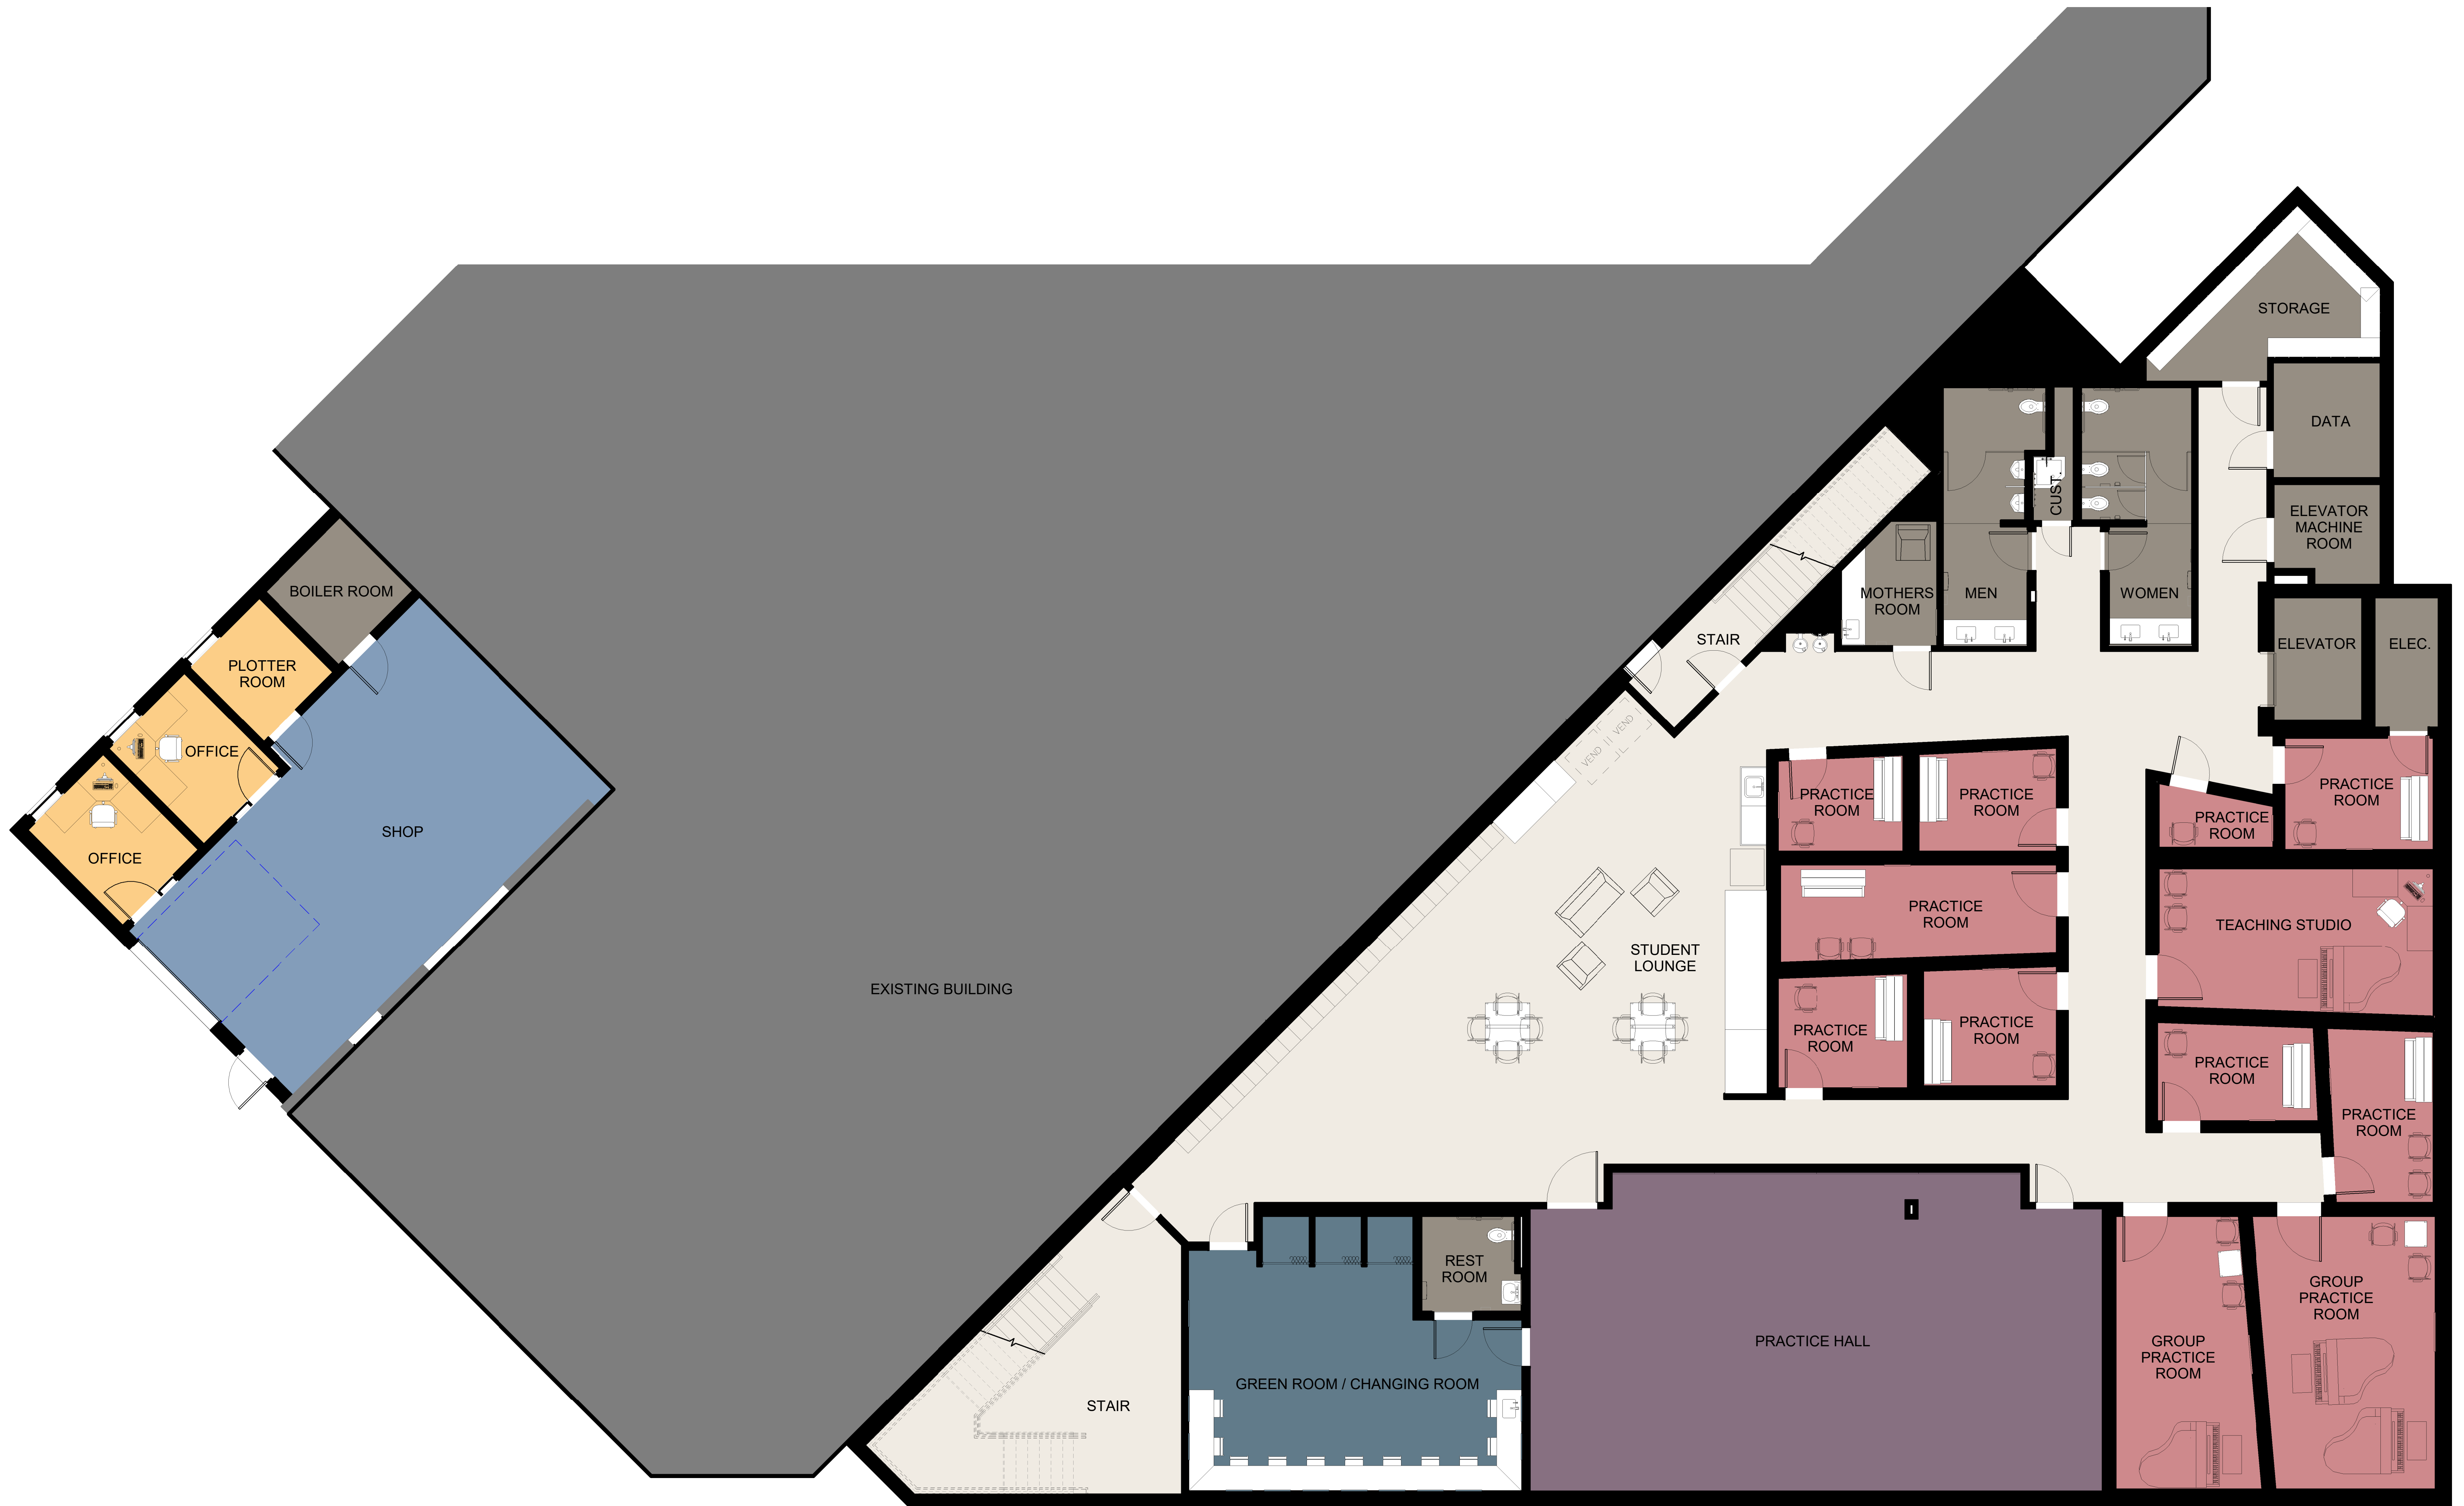 STORAGE
DATA
ELEVATOR
MACHINE
ROOM
CUST
BOILER ROOM
MOTHERS
ROOM
MEN
WOMEN
STAIR
ELEVATOR
ELEC.
PLOTTER
ROOM
OFFICE
VEND
VEND
SHOP
OFFICE
PRACTICE
ROOM
PRACTICE
ROOM
PRACTICE
ROOM
PRACTICE
ROOM
PRACTICE
ROOM
TEACHING STUDIO
STUDENT
LOUNGE
EXISTING BUILDING
PRACTICE
ROOM
PRACTICE
ROOM
PRACTICE
ROOM
PRACTICE
ROOM
REST
ROOM
GROUP
PRACTICE
ROOM
PRACTICE HALL
GROUP
PRACTICE
ROOM
GREEN ROOM / CHANGING ROOM
STAIR